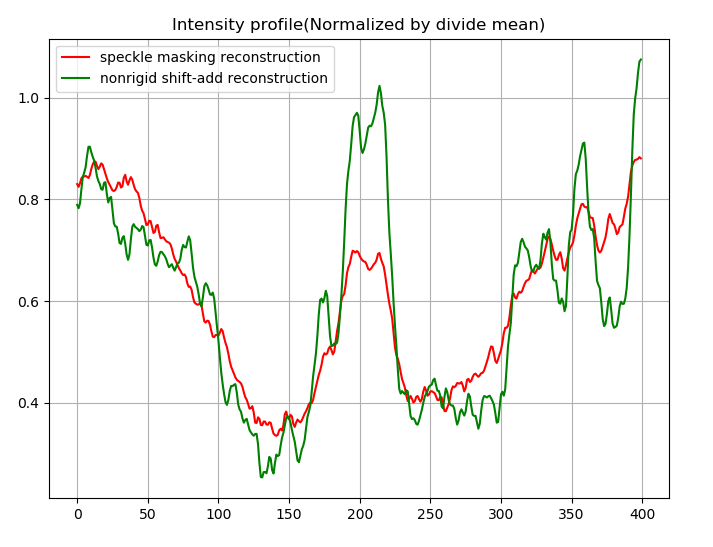 Intensity profile(Normalized by divide mean)
speckle masking reconstruction
nonrigid shift-add reconstruction
1.0
0.8
0.6
0.4
0 50 100 150 200 250 300 350 400